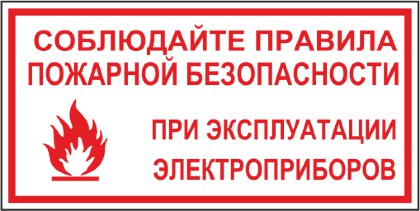 СОБЛЮДАЙТЕ ПРАВИЛА
ПОЖАРНОЙ БЕЗОПАСНОСТИ
ПРИ ЭКСПЛУАТАЦИИ
ЭЛЕКТРОПРИБОРОВ